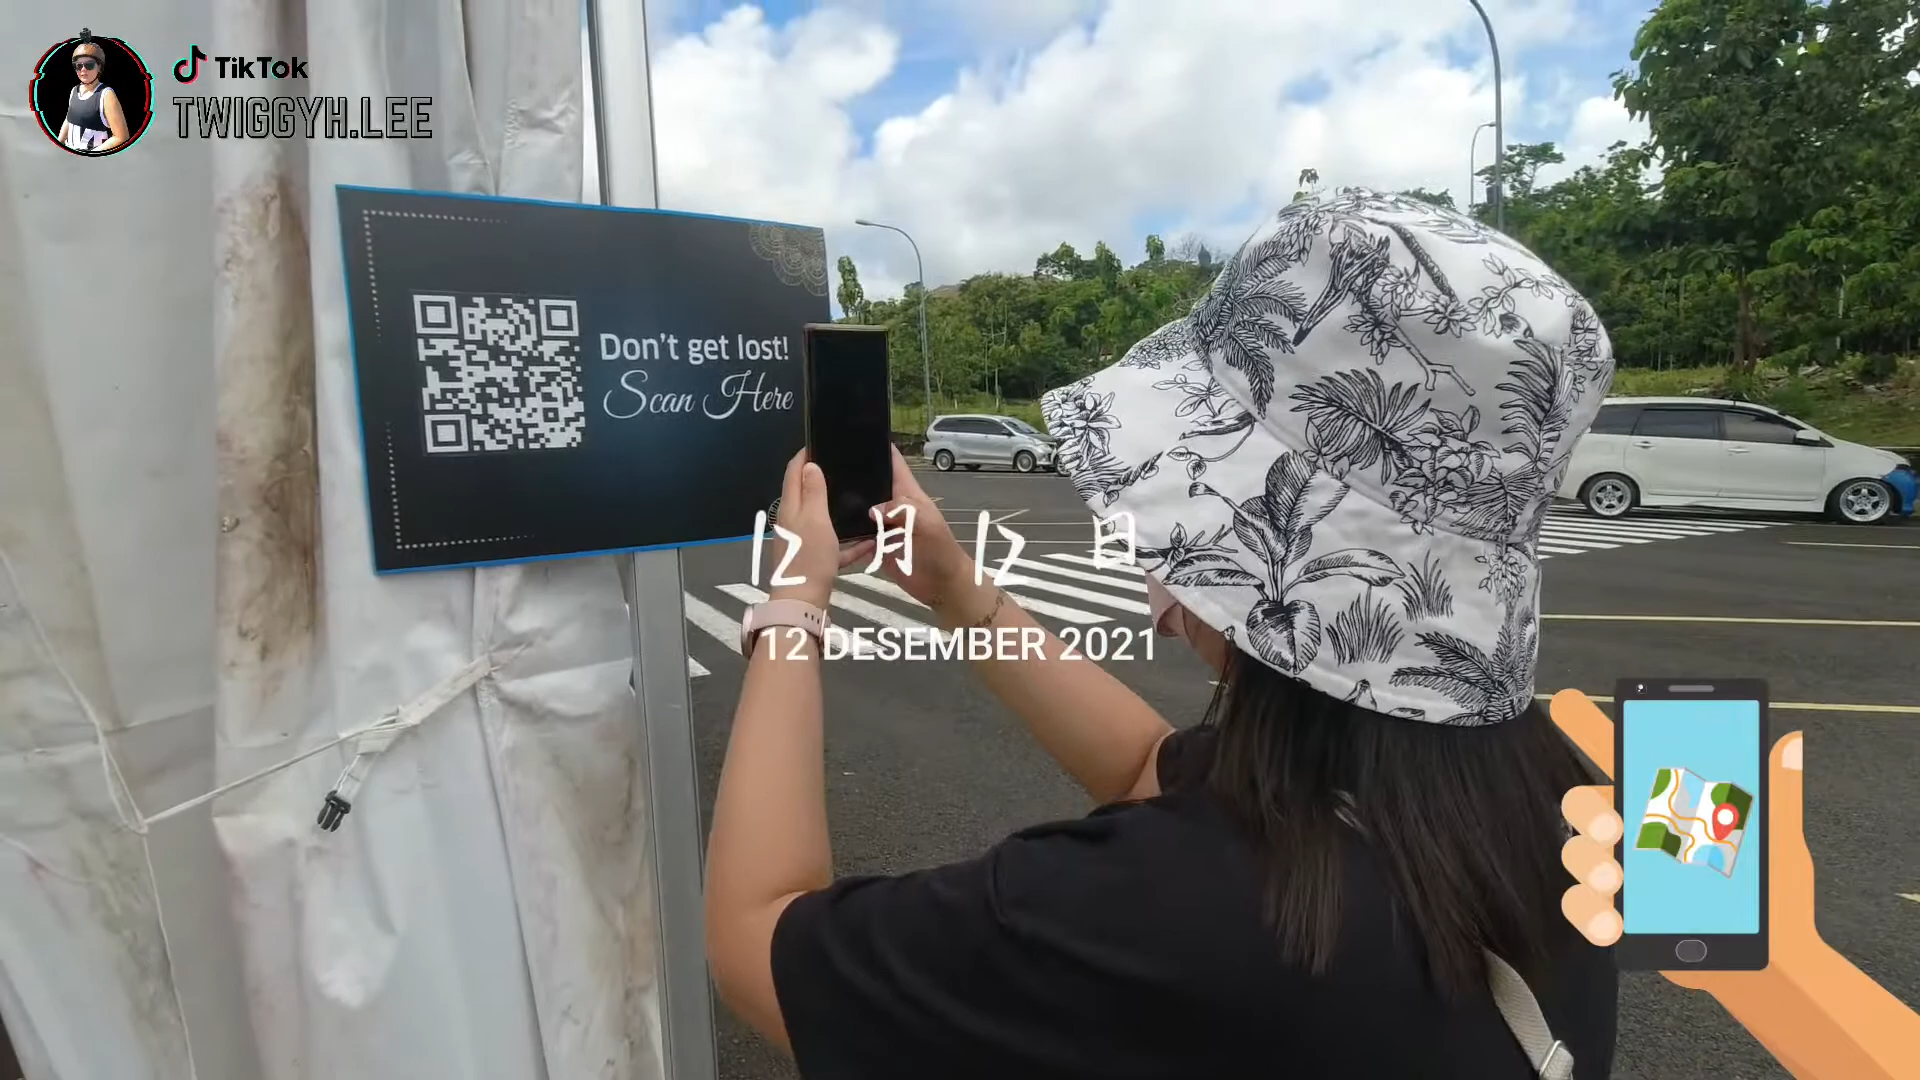 TikTok
TWIGGYH.LEE
Don't get lost!
Scan Here
12月12日
12 DESEMBER 2021